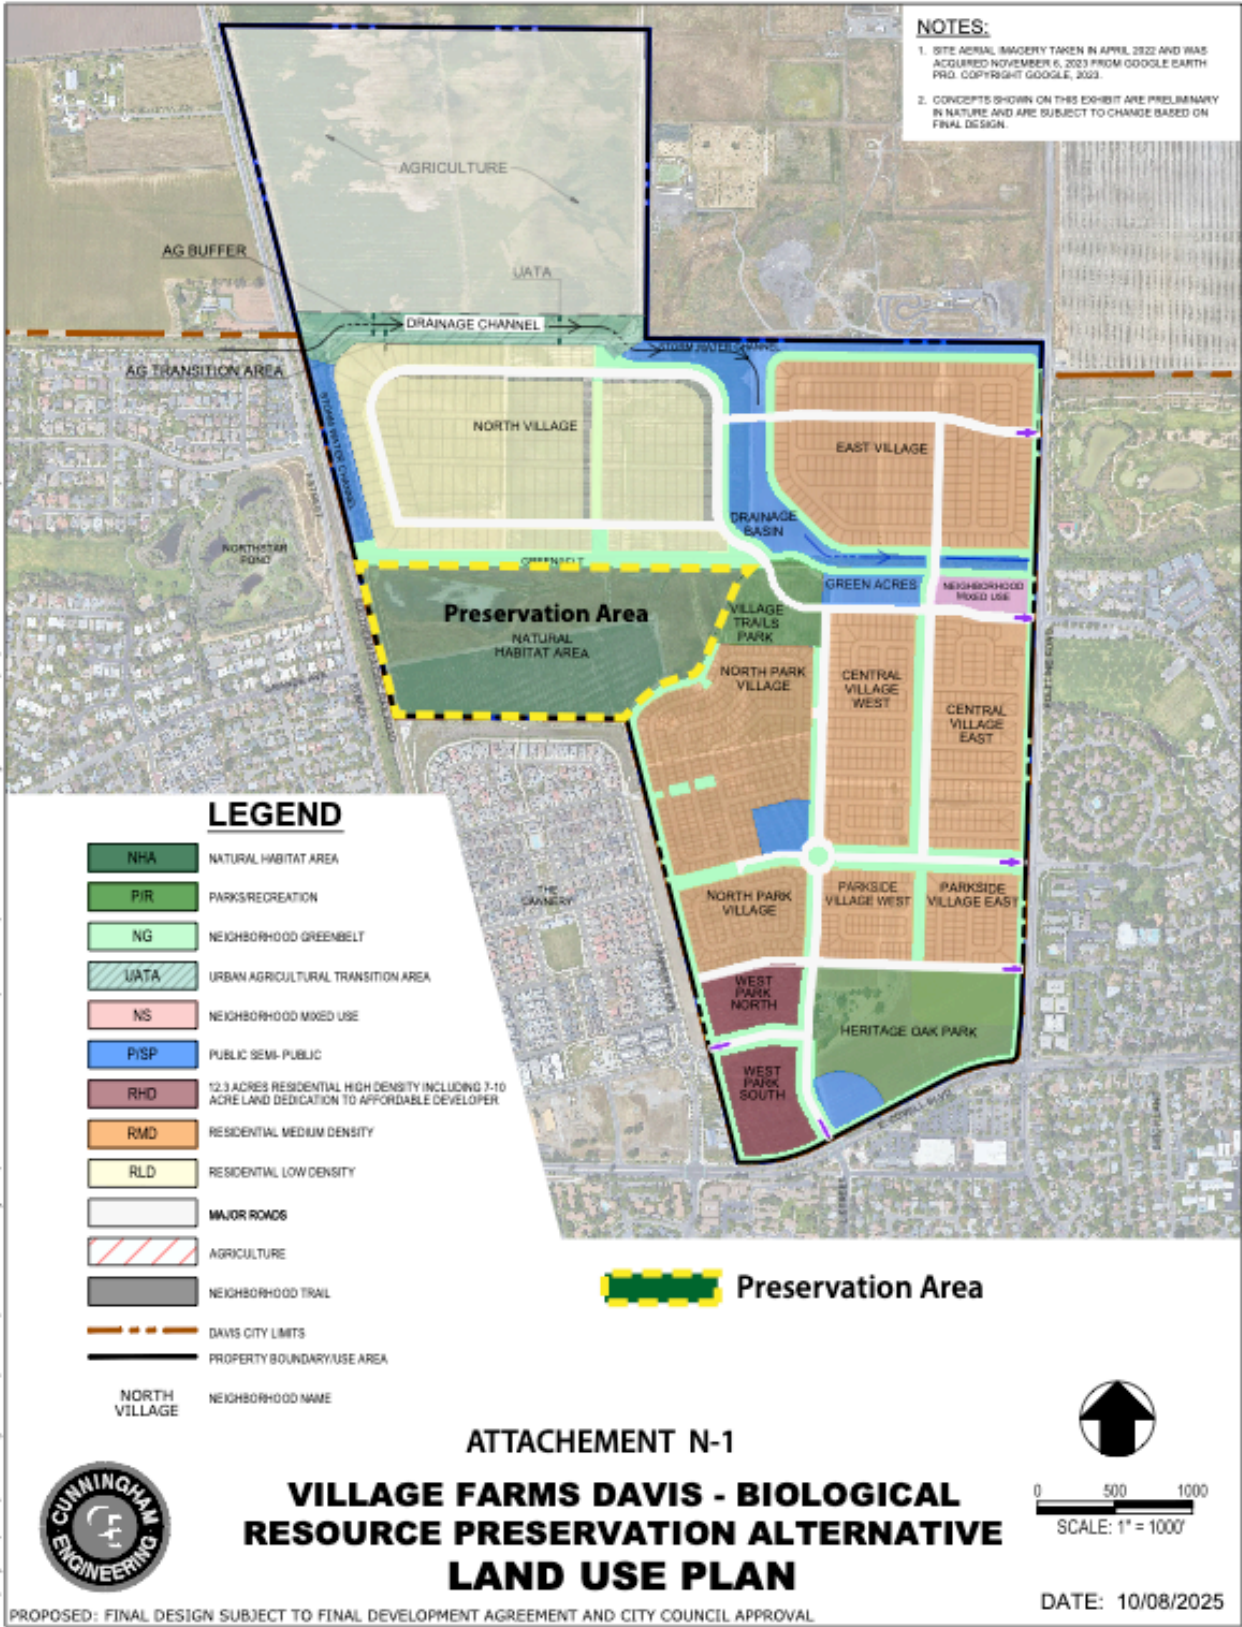 NOTES:
1. SITE AERIAL IMAGERY TAKEN IN APRIL 2022 AND WAS
ACQUIRED NOVEMBER 6, 2023 FROM GOOGLE EARTH
PRO. COPYRIGHT GOOGLE, 2023.
2. CONCEPTS SHOWN ON THIS EXHIBIT ARE PRELIMINARY
IN NATURE AND ARE SUBJECT TO CHANGE BASED ON
FINAL DESIGN.
AGRICULTURE
AG BUFFER
UATA
DRAINAGE CHANNEL
STORM WATER CHANNEL
AG TRANSITION AREA
STORM WATER CHANNEL
NORTH VILLAGE
EAST VILLAGE
DRAINAGE
BASIN
NORTHSTAR
POND
GREENBELT
GREEN ACRES
NEIGHBORHOOD
MIXED USE
Preservation Area
NATURAL
HABITAT AREA
VILLAGE
TRAILS
PARK
NORTH PARK
VILLAGE
CENTRAL
VILLAGE
WEST
CENTRAL
VILLAGE
EAST
THE
CANNERY
NORTH PARK
VILLAGE
PARKSIDE
VILLAGE WEST
PARKSIDE
VILLAGE EAST
WEST
PARK
NORTH
HERITAGE OAK PARK
WEST
PARK
SOUTH
E. COVELL BLVD
LEGEND
NHA NATURAL HABITAT AREA
P/R PARKS/RECREATION
NG NEIGHBORHOOD GREENBELT
UATA URBAN AGRICULTURAL TRANSITION AREA
NS NEIGHBORHOOD MIXED USE
P/SP PUBLIC SEMI- PUBLIC
RHD 12.3 ACRES RESIDENTIAL HIGH DENSITY INCLUDING 7-10
ACRE LAND DEDICATION TO AFFORDABLE DEVELOPER
RMD RESIDENTIAL MEDIUM DENSITY
RLD RESIDENTIAL LOW DENSITY
MAJOR ROADS
AGRICULTURE
NEIGHBORHOOD TRAIL
DAVIS CITY LIMITS
PROPERTY BOUNDARY/USE AREA
NORTH
VILLAGE
NEIGHBORHOOD NAME
Preservation Area
ATTACHEMENT N-1
VILLAGE FARMS DAVIS - BIOLOGICAL
RESOURCE PRESERVATION ALTERNATIVE
LAND USE PLAN
CUNNINGHAM
ENGINEERING
0 500 1000
SCALE: 1" = 1000'
DATE: 10/08/2025
PROPOSED: FINAL DESIGN SUBJECT TO FINAL DEVELOPMENT AGREEMENT AND CITY COUNCIL APPROVAL